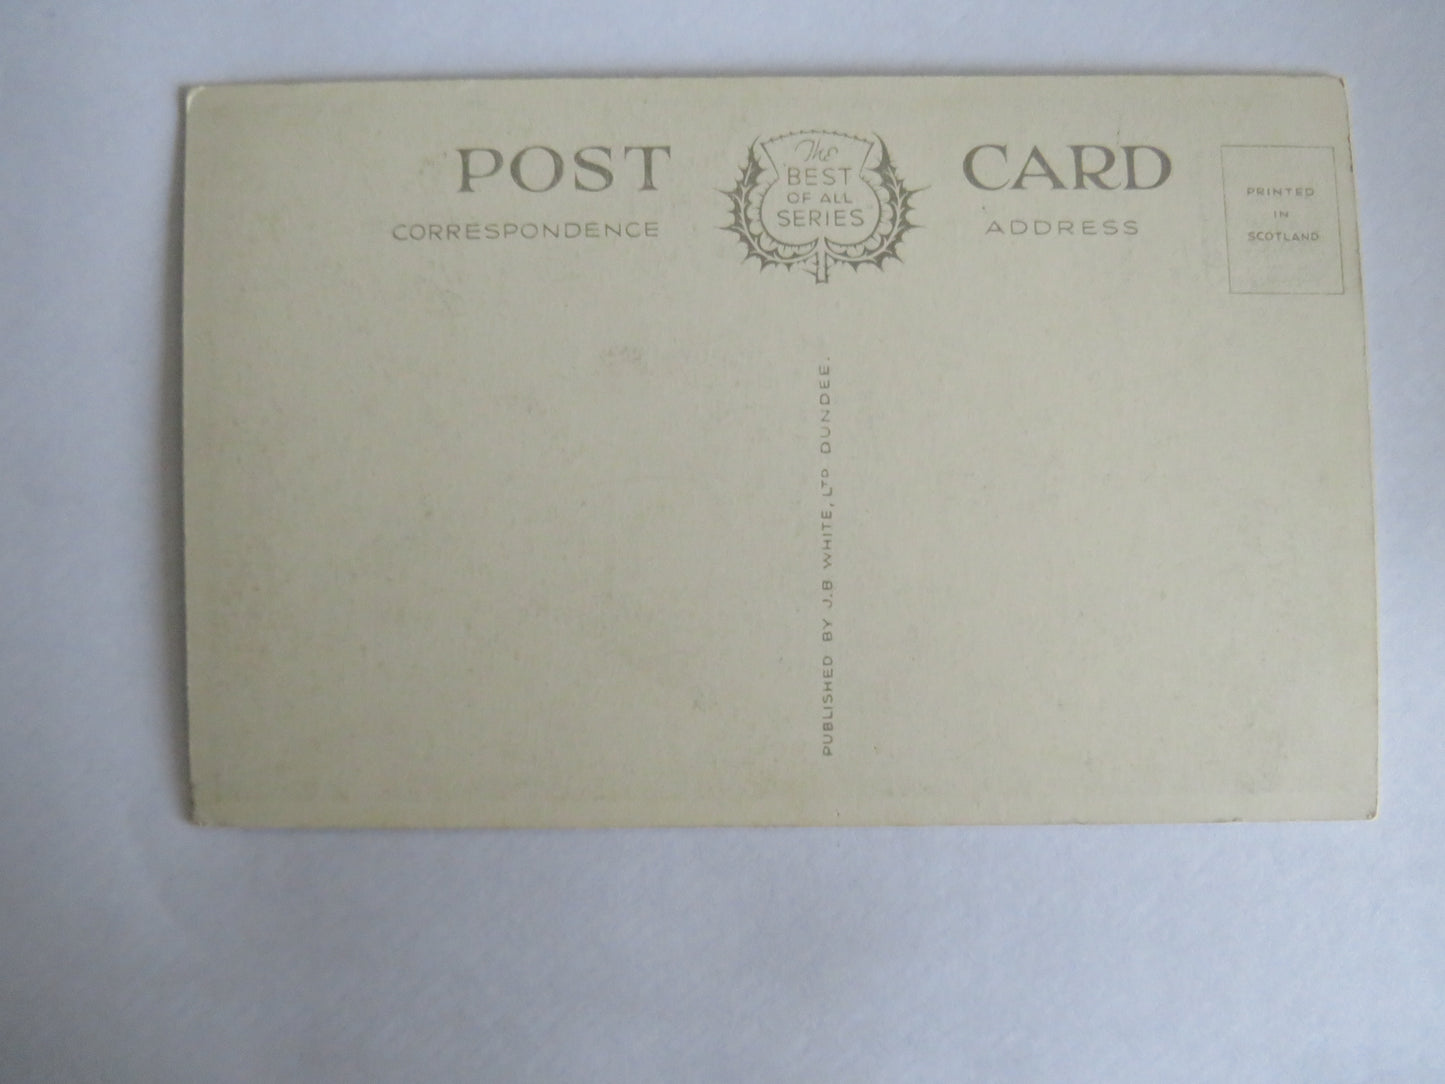 POST CARD
The
BEST
OF ALL
SERIES
CORRESPONDENCE
ADDRESS
PRINTED
IN
SCOTLAND
PUBLISHED BY J.B WHITE, LTD DUNDEE.